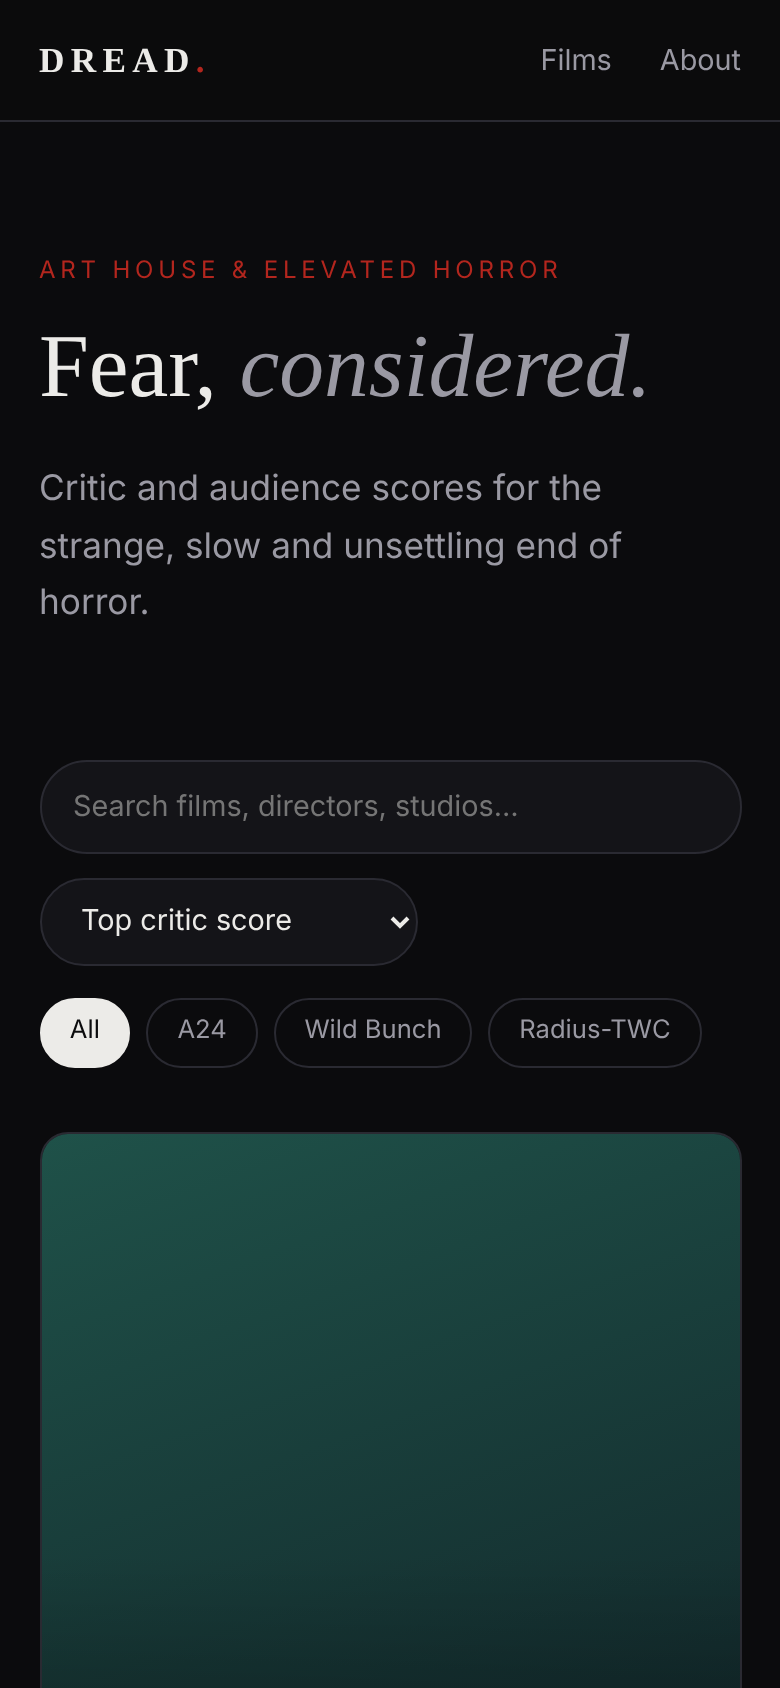 DREAD.
Films
About
ART HOUSE & ELEVATED HORROR
Fear, considered.
Critic and audience scores for the
strange, slow and unsettling end of
horror.
Search films, directors, studios...
Top critic score
All
A24
Wild Bunch
Radius-TWC